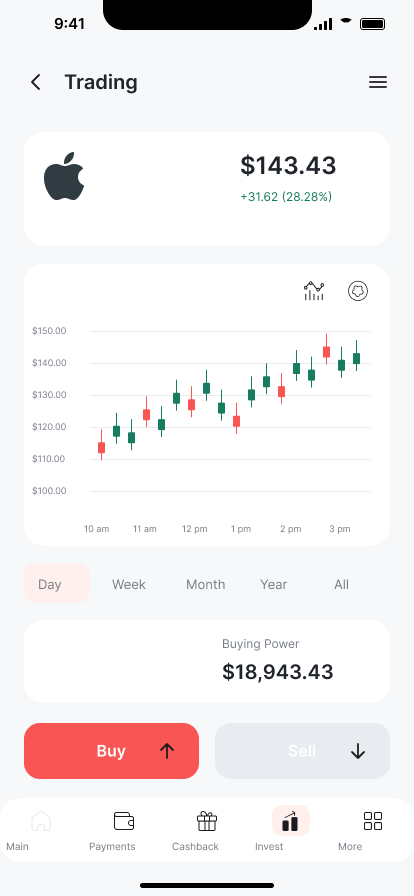 9:41
Trading
$143.43
+31.62 (28.28%)
$150.00
$140.00
$130.00
$120.00
$110.00
$100.00
10 am 11 am 12 pm 1 pm 2 pm 3 pm
Day Week Month Year All
Buying Power
$18,943.43
Buy Sell
Main Payments Cashback Invest More